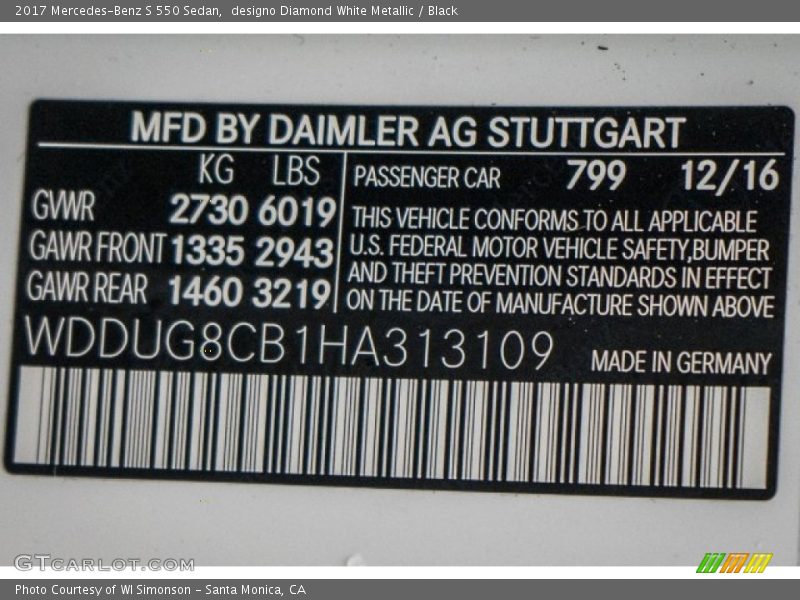 2017 Mercedes-Benz S 550 Sedan,  designo Diamond White Metallic / Black
MFD BY DAIMLER AG STUTTGART
KG LBS
GVWR 2730 6019
GAWR FRONT 1335 2943
GAWR REAR 1460 3219
PASSENGER CAR 799 12/16
THIS VEHICLE CONFORMS TO ALL APPLICABLE
U.S. FEDERAL MOTOR VEHICLE SAFETY,BUMPER
AND THEFT PREVENTION STANDARDS IN EFFECT
ON THE DATE OF MANUFACTURE SHOWN ABOVE
WDDUG8CB1HA313109
MADE IN GERMANY
GTCARLOT.COM
Photo Courtesy of WI Simonson - Santa Monica, CA